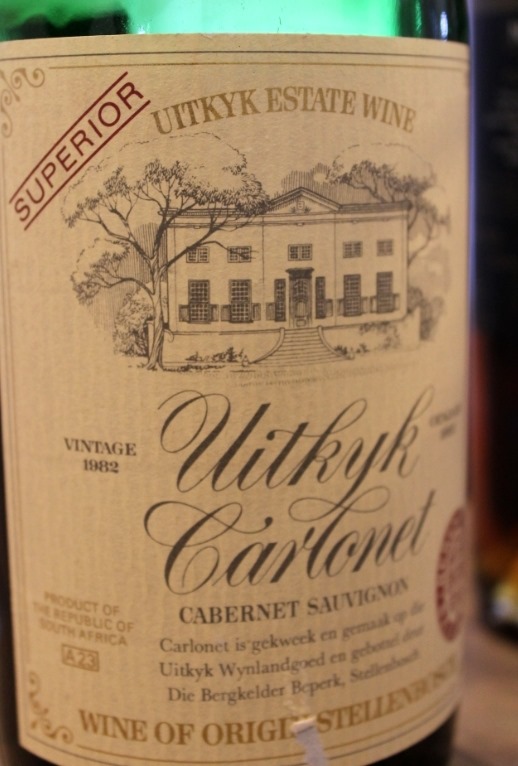 SUPERIOR
UITKYK ESTATE WINE
VINTAGE
1982
Uitkyk
Carlonet
CABERNET SAUVIGNON
PRODUCT OF
THE REPUBLIC OF
SOUTH AFRICA
A23
Carlonet is gekweek en gemaak op die
Uitkyk Wynlandgoed en gebottel deur
Die Bergkelder Beperk, Stellenbosch
WINE OF ORIGIN STELLENBOSCH